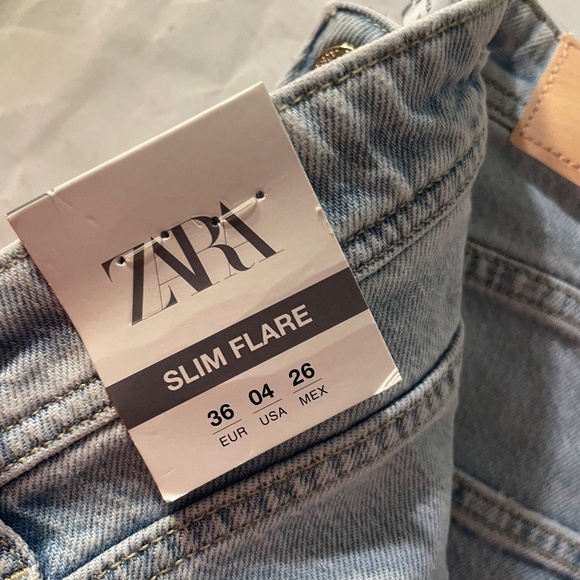 ZARA
SLIM FLARE
36 04 26
EUR USA MEX